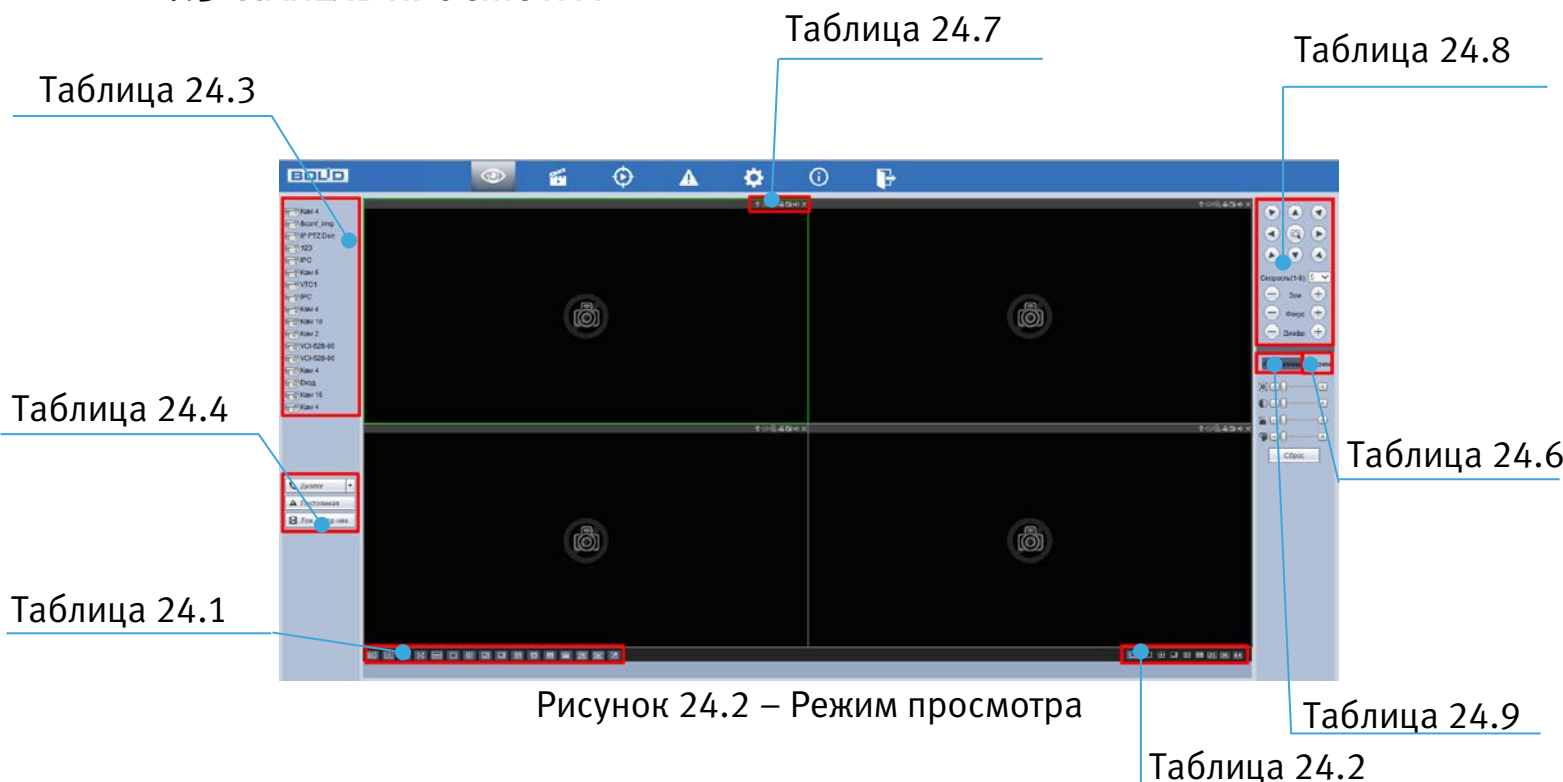 Таблица 24.7
Таблица 24.8
Таблица 24.3
BOLID
Кам 4
IP PTZ
123
IPC
Кам 6
VTO1
IPC
Кам 4
Кам 10
Кам 2
VCI-628-00
VCI-628-00
Кам 4
Вход
Кам 16
Кам 4
Скорость(1-8) 5
Зум
Фокус
Диафр
Сброс
Таблица 24.4
Таблица 24.6
Диалог
Таблица 24.1
Рисунок 24.2 – Режим просмотра
Таблица 24.9
Таблица 24.2